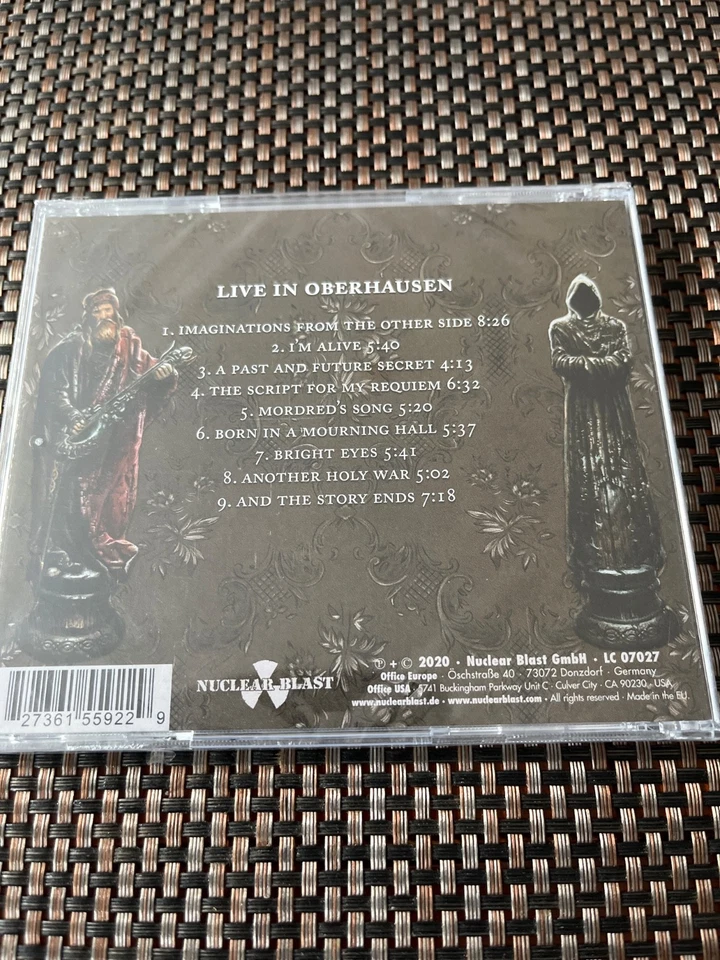 LIVE IN OBERHAUSEN
1. IMAGINATIONS FROM THE OTHER SIDE 8:26
2. I'M ALIVE 5:40
3. A PAST AND FUTURE SECRET 4:13
4. THE SCRIPT FOR MY REQUIEM 6:32
5. MORDRED'S SONG 5:20
6. BORN IN A MOURNING HALL 5:37
7. BRIGHT EYES 5:41
8. ANOTHER HOLY WAR 5:02
9. AND THE STORY ENDS 7:18
NUCLEAR BLAST
℗ + © 2020 · Nuclear Blast GmbH · LC 07027
Office Europe · Öschstraße 40 · 73072 Donzdorf · Germany
Office USA · 5741 Buckingham Parkway Unit C · Culver City · CA 90230 · USA
www.nuclearblast.de · www.nuclearblast.com · All rights reserved · Made in the EU.
27361 55922 9